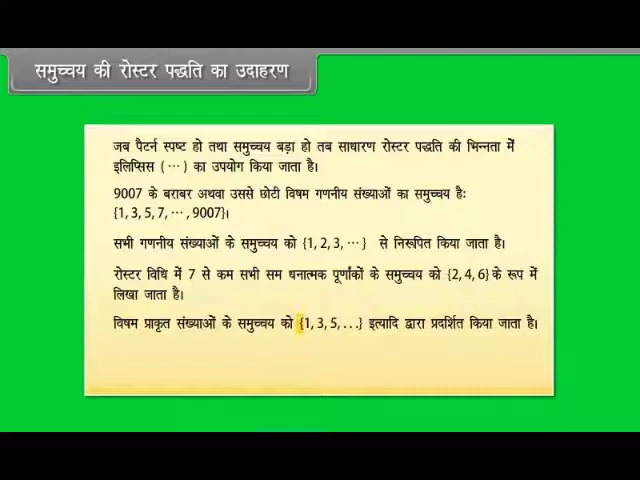 समुच्चय की रोस्टर पद्धति का उदाहरण
जब पैटर्न स्पष्ट हो तथा समुच्चय बड़ा हो तब साधारण रोस्टर पद्धति की भिन्नता में
इलिप्सिस (⋯) का उपयोग किया जाता है।
9007 के बराबर अथवा उससे छोटी विषम गणनीय संख्याओं का समुच्चय है:
{1, 3, 5, 7, ⋯ , 9007}।
सभी गणनीय संख्याओं के समुच्चय को {1, 2, 3, ⋯} से निरूपित किया जाता है।
रोस्टर विधि में 7 से कम सभी सम धनात्मक पूर्णांकों के समुच्चय को {2, 4, 6} के रूप में
लिखा जाता है।
विषम प्राकृत संख्याओं के समुच्चय को {1, 3, 5, . . .} इत्यादि द्वारा प्रदर्शित किया जाता है।